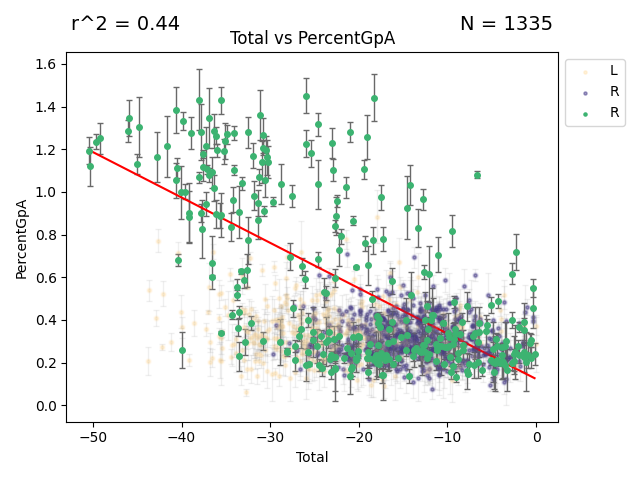 r^2 = 0.44
N = 1335
Total vs PercentGpA
L
R
R
1.6
1.4
1.2
1.0
0.8
0.6
0.4
0.2
0.0
PercentGpA
−50
−40
−30
−20
−10
0
Total